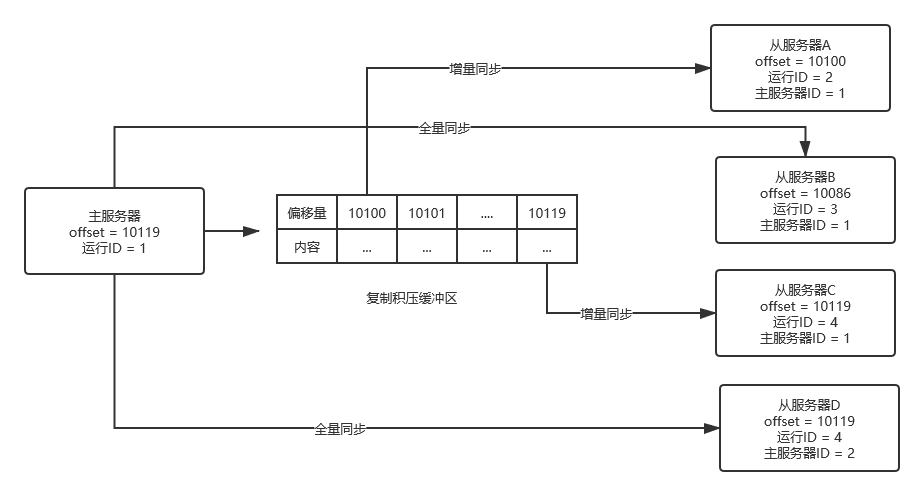 从服务器A
offset = 10100
运行ID = 2
主服务器ID = 1
增量同步
全量同步
从服务器B
offset = 10086
运行ID = 3
主服务器ID = 1
主服务器
offset = 10119
运行ID = 1
偏移量 10100 10101 .... 10119
内容 ... ... ... ...
复制积压缓冲区
增量同步
从服务器C
offset = 10119
运行ID = 4
主服务器ID = 1
全量同步
从服务器D
offset = 10119
运行ID = 4
主服务器ID = 2